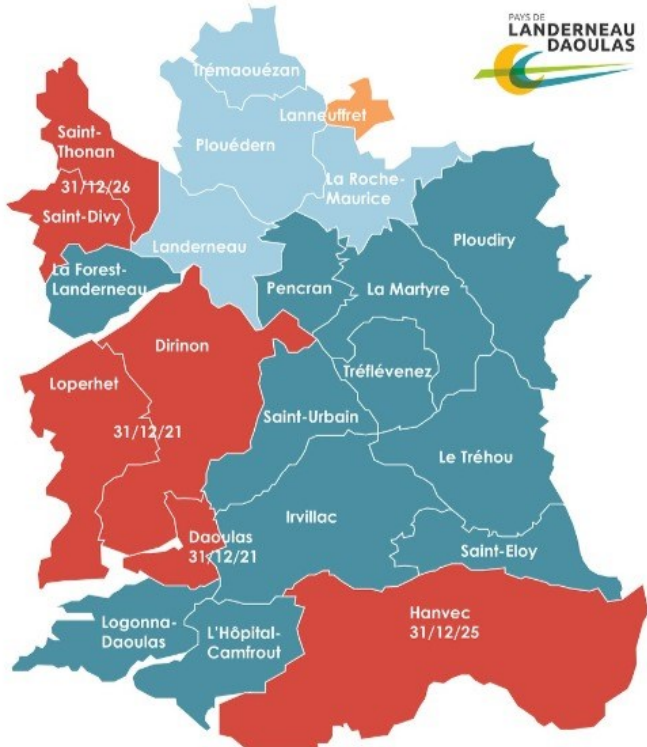 PAYS DE
LANDERNEAU
DAOULAS
Trémaouézan
Lanneuffret
Plouédern
Saint-
Thonan
31/12/26
Saint-Divy
La Roche-
Maurice
Landerneau
Ploudiry
La Forest-
Landerneau
Pencran
La Martyre
Dirinon
Loperhet
31/12/21
Tréflévenez
Saint-Urbain
Le Tréhou
Irvillac
Daoulas
31/12/21
Saint-Eloy
Logonna-
Daoulas
L'Hôpital-
Camfrout
Hanvec
31/12/25